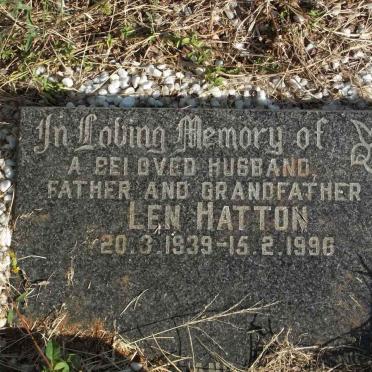 In Loving Memory of
A BELOVED HUSBAND,
FATHER AND GRANDFATHER
LEN HATTON
20.3.1939-15.2.1996